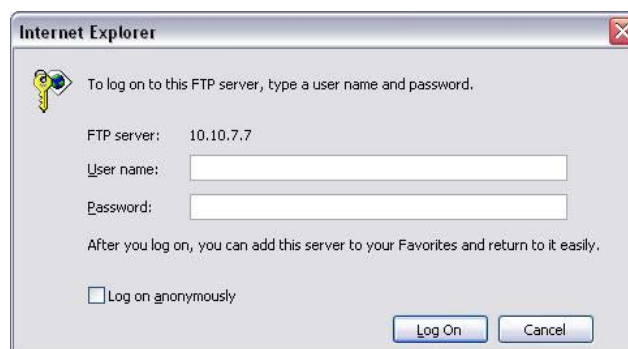 Internet Explorer
To log on to this FTP server, type a user name and password.
FTP server: 10.10.7.7
User name:
Password:
After you log on, you can add this server to your Favorites and return to it easily.
Log on anonymously
Log On Cancel